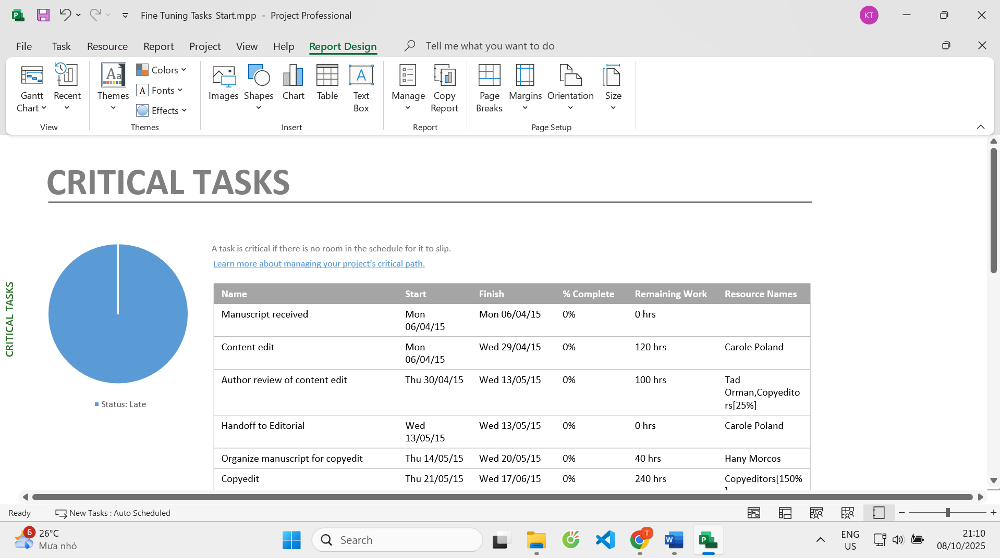 Fine Tuning Tasks_Start.mpp - Project Professional
KT
File Task Resource Report Project View Help Report Design Tell me what you want to do
Gantt Chart
Recent
View
Themes
Colors
Fonts
Effects
Themes
Images
Shapes
Chart
Table
Text Box
Insert
Manage
Copy Report
Report
Page Breaks
Margins
Orientation
Size
Page Setup
CRITICAL TASKS
CRITICAL TASKS
Status: Late
A task is critical if there is no room in the schedule for it to slip.
Learn more about managing your project's critical path.
Name Start Finish % Complete Remaining Work Resource Names
Manuscript received Mon 06/04/15 Mon 06/04/15 0% 0 hrs
Content edit Mon 06/04/15 Wed 29/04/15 0% 120 hrs Carole Poland
Author review of content edit Thu 30/04/15 Wed 13/05/15 0% 100 hrs Tad Orman,Copyeditors[25%]
Handoff to Editorial Wed 13/05/15 Wed 13/05/15 0% 0 hrs Carole Poland
Organize manuscript for copyedit Thu 14/05/15 Wed 20/05/15 0% 40 hrs Hany Morcos
Copyedit Thu 21/05/15 Wed 17/06/15 0% 240 hrs Copyeditors[150%]
Ready New Tasks : Auto Scheduled
6
26°C
Mưa nhỏ
Search
T
ENG
US
21:10
08/10/2025